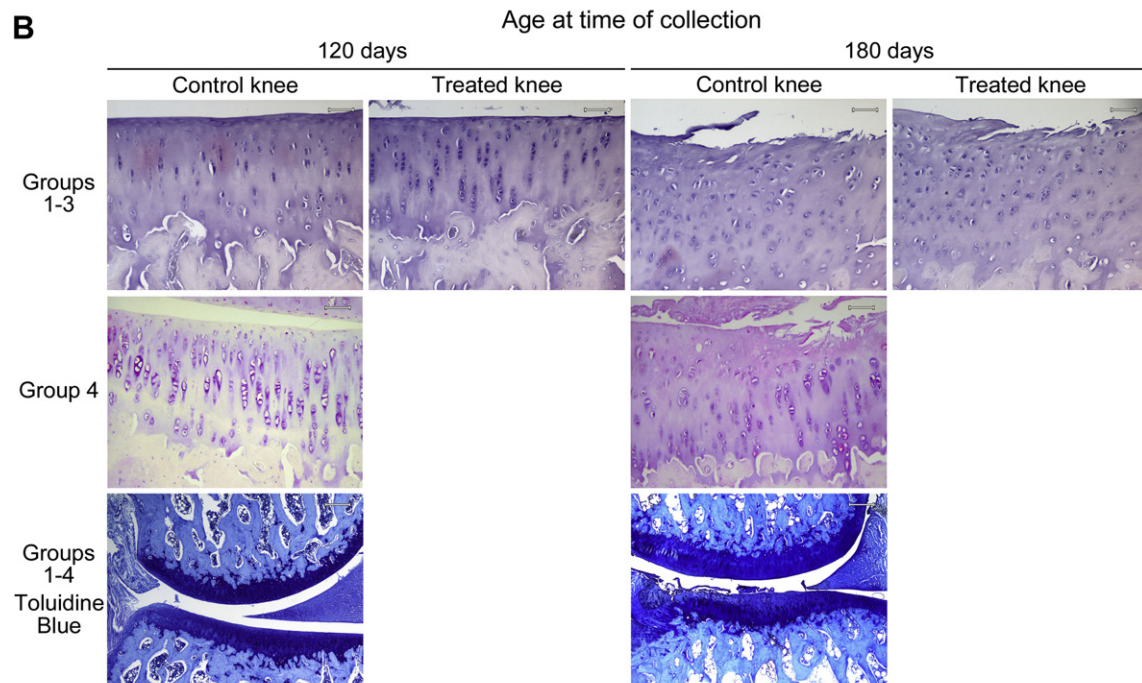 B
Age at time of collection
120 days
180 days
Control knee
Treated knee
Control knee
Treated knee
Groups
1-3
Group 4
Groups
1-4
Toluidine
Blue